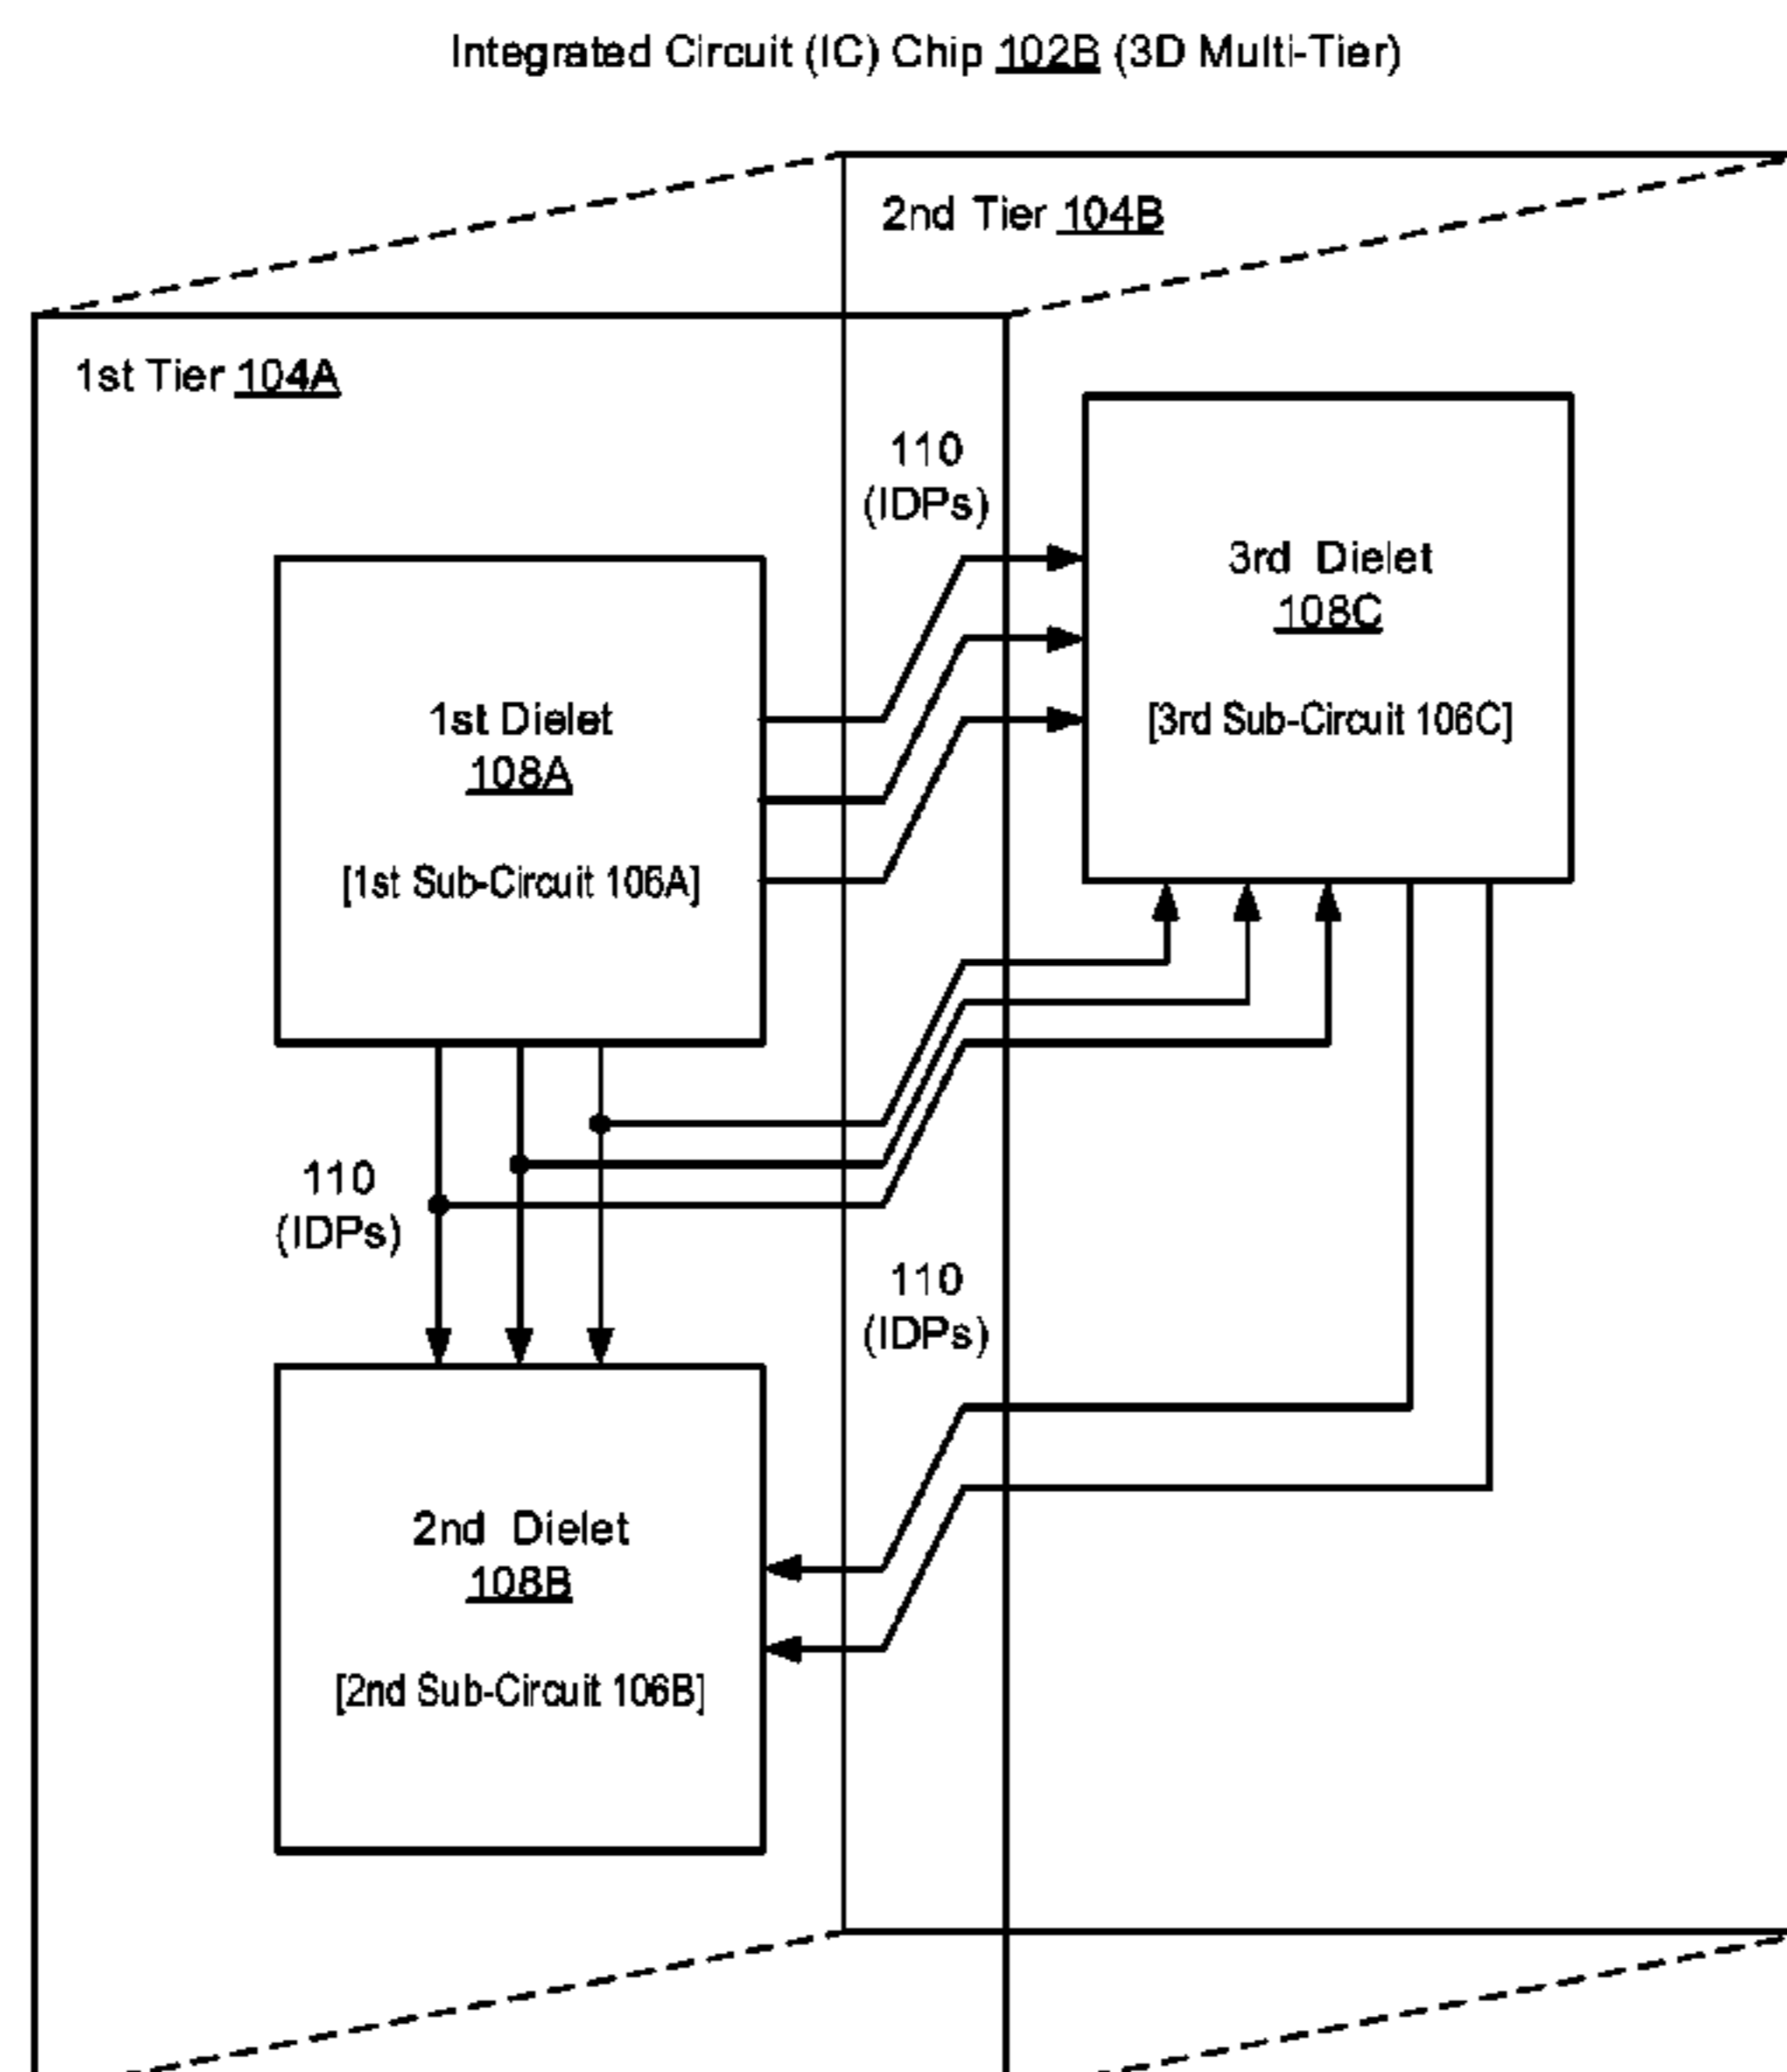 Integrated Circuit (IC) Chip 102B (3D Multi-Tier)
2nd Tier 104B
1st Tier 104A
110
(IDPs)
3rd Dielet
108C
[3rd Sub-Circuit 106C]
1st Dielet
108A
[1st Sub-Circuit 106A]
110
(IDPs)
110
(IDPs)
2nd Dielet
108B
[2nd Sub-Circuit 106B]